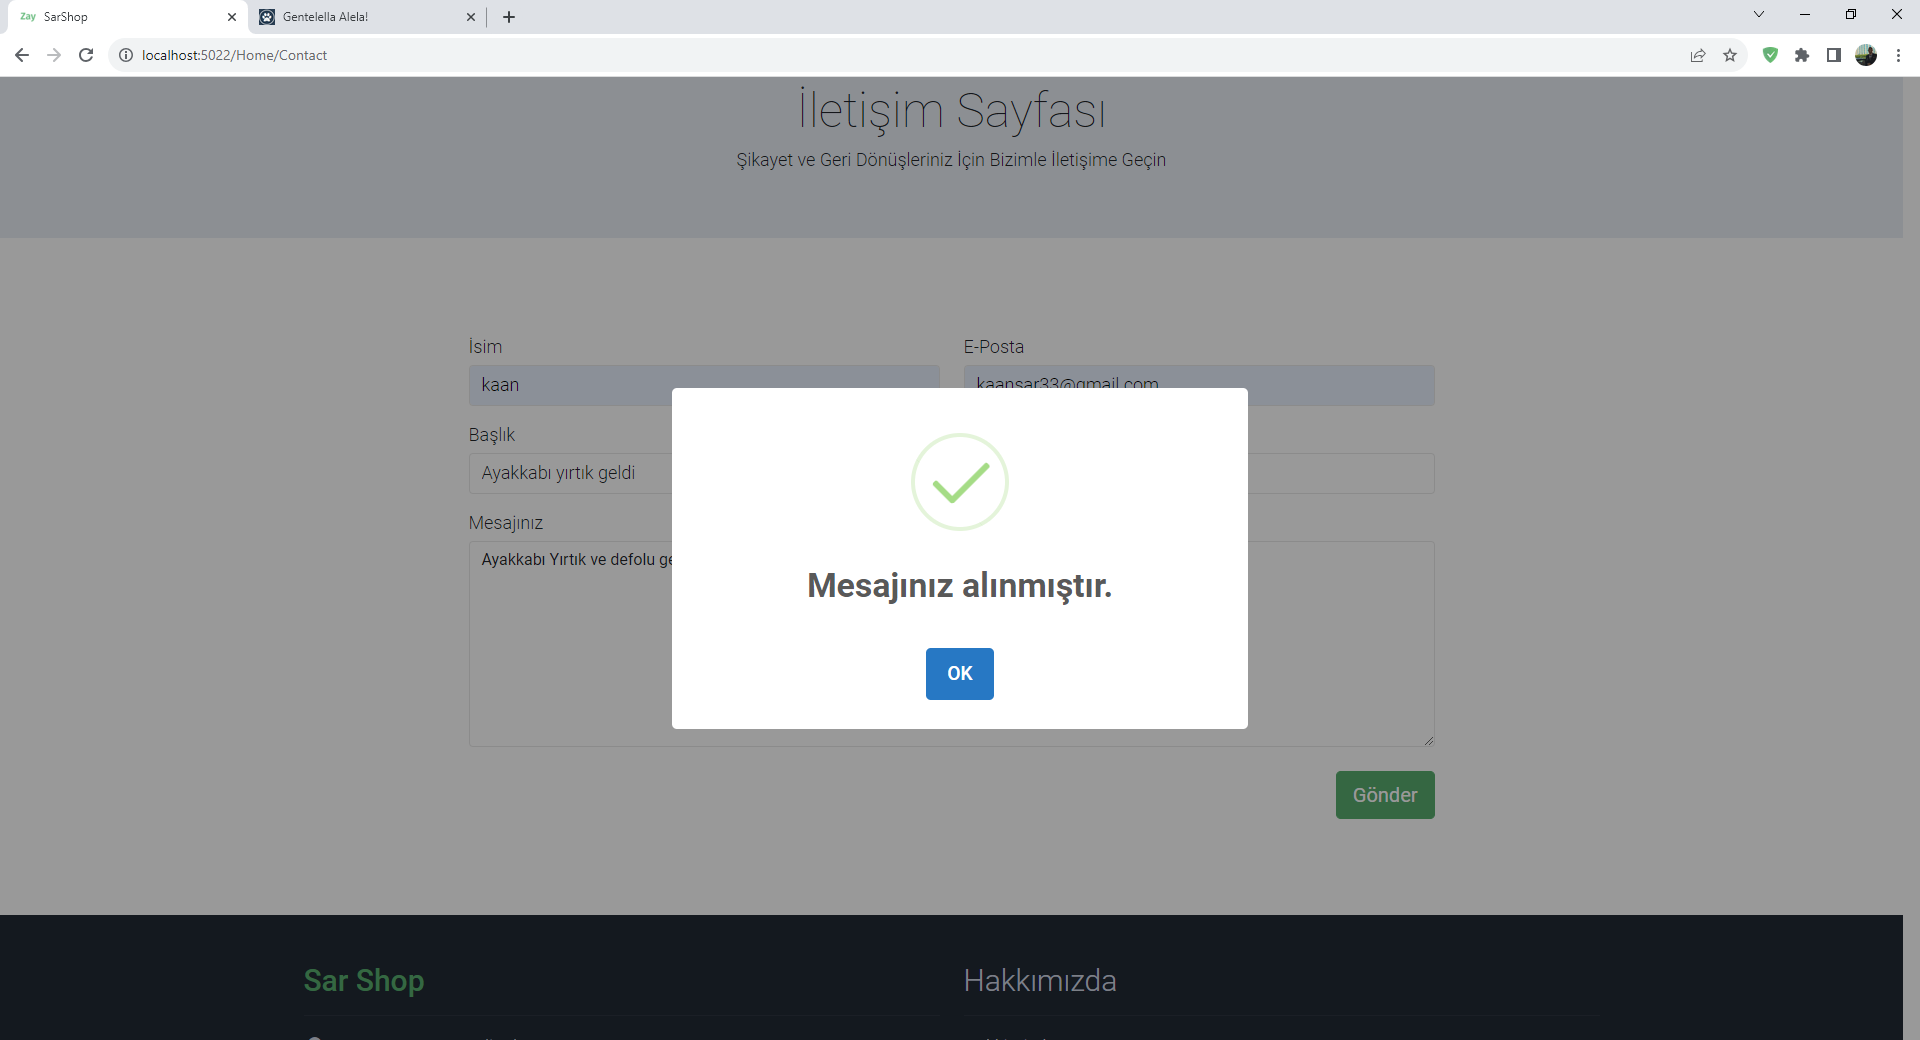 Zay SarShop
Gentelella Alela!
localhost:5022/Home/Contact
İletişim Sayfası
Şikayet ve Geri Dönüşleriniz İçin Bizimle İletişime Geçin
İsim
E-Posta
kaan
kaansar33@gmail.com
Başlık
Ayakkabı yırtık geldi
Mesajınız
Ayakkabı Yırtık ve defolu
Mesajınız alınmıştır.
OK
Gönder
Sar Shop
Hakkımızda